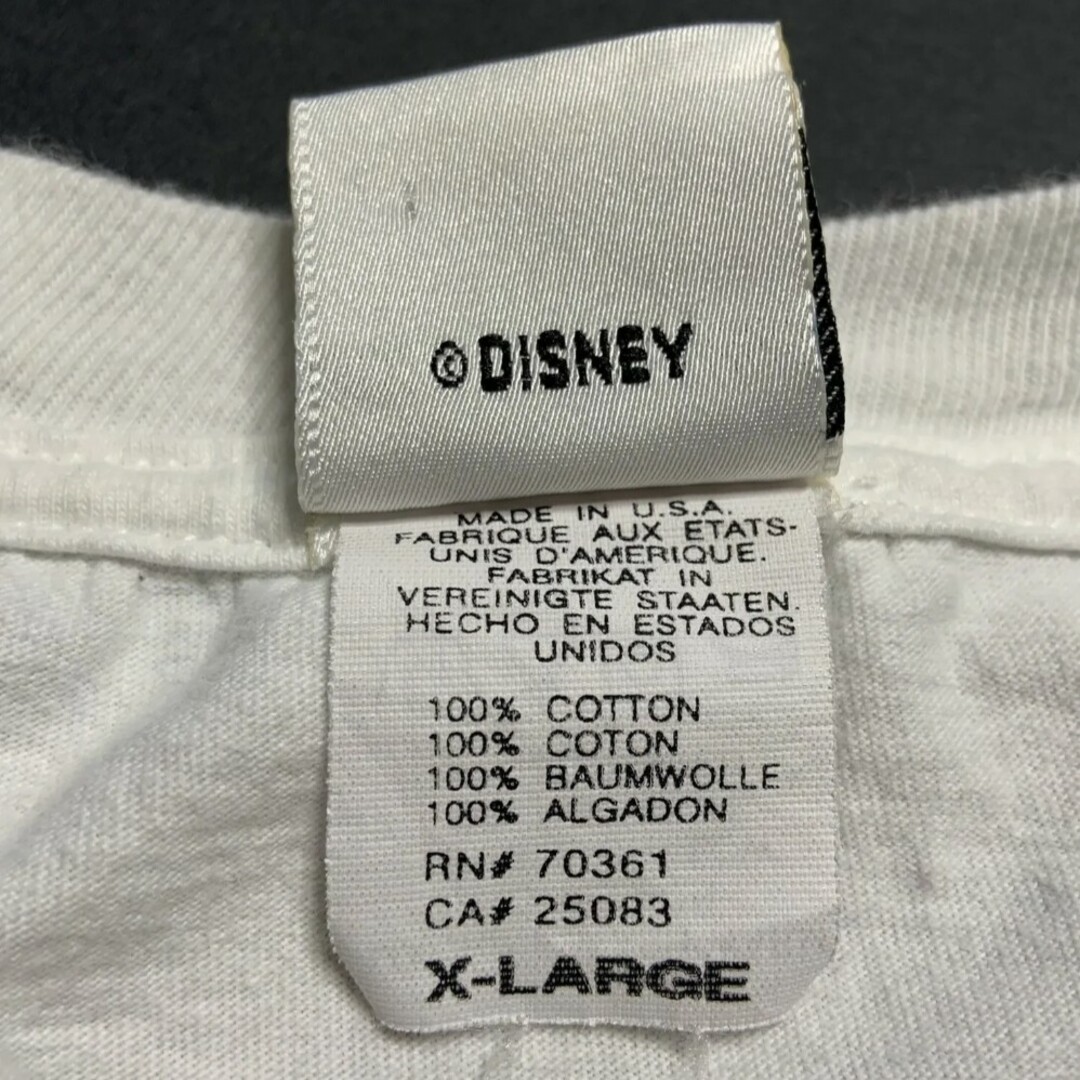 ©DISNEY
MADE IN U.S.A.
FABRIQUE AUX ETATS-
UNIS D'AMERIQUE.
FABRIKAT IN
VEREINIGTE STAATEN.
HECHO EN ESTADOS
UNIDOS
100% COTTON
100% COTON
100% BAUMWOLLE
100% ALGADON
RN# 70361
CA# 25083
X-LARGE